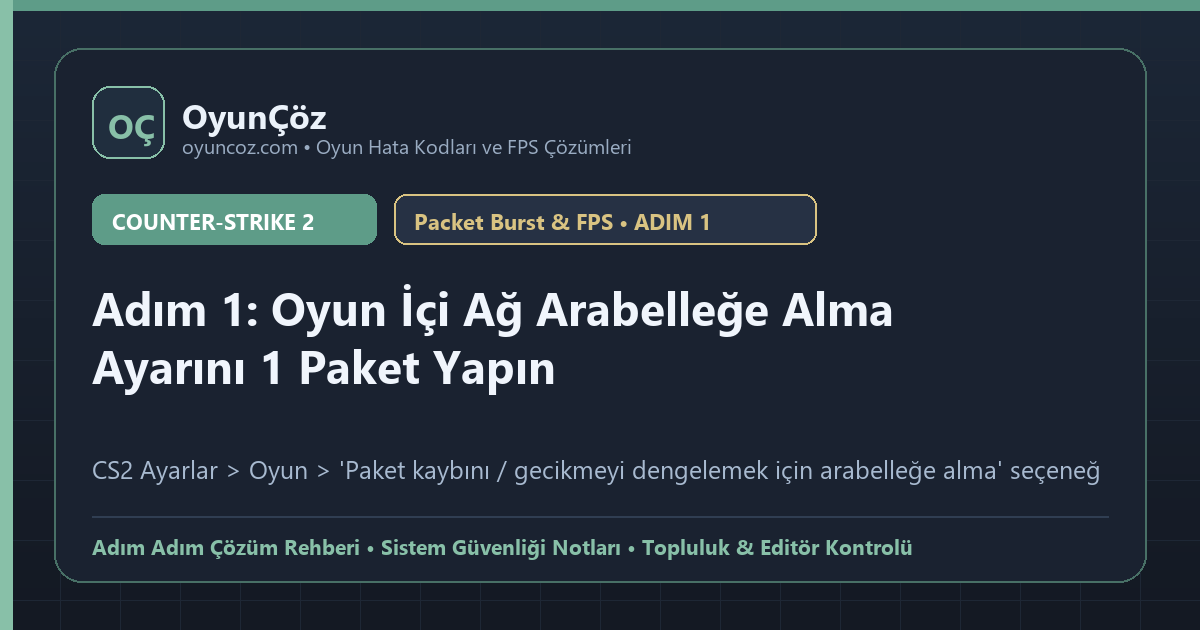 OÇ
OyunÇöz
oyuncoz.com • Oyun Hata Kodları ve FPS Çözümleri
COUNTER-STRIKE 2
Packet Burst & FPS • ADIM 1
Adım 1: Oyun İçi Ağ Arabelleğe Alma
Ayarını 1 Paket Yapın
CS2 Ayarlar > Oyun > 'Paket kaybını / gecikmeyi dengelemek için arabelleğe alma' seçeneğ
Adım Adım Çözüm Rehberi • Sistem Güvenliği Notları • Topluluk & Editör Kontrolü